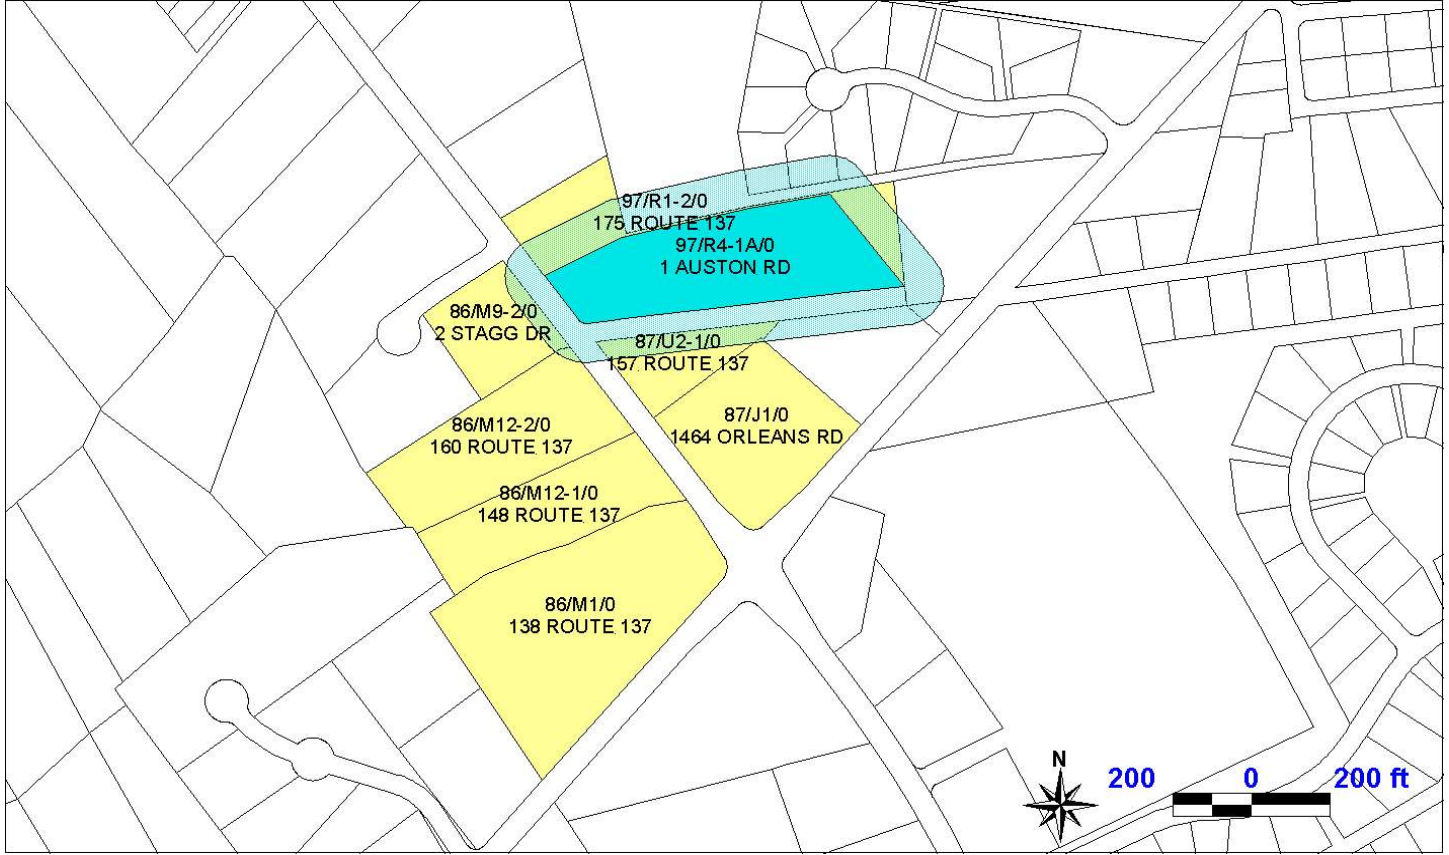 97/R1-2/0
175 ROUTE 137
97/R4-1A/0
1 AUSTON RD
86/M9-2/0
2 STAGG DR
87/U2-1/0
157 ROUTE 137
87/J1/0
1464 ORLEANS RD
86/M12-2/0
160 ROUTE 137
86/M12-1/0
148 ROUTE 137
86/M1/0
138 ROUTE 137
N
200 0 200 ft